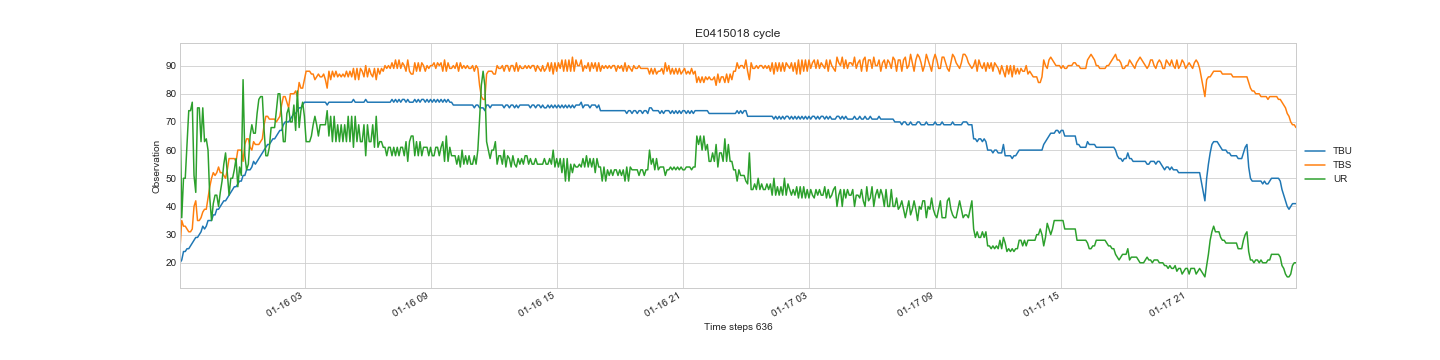 E0415018 cycle
Observation
90
80
70
60
50
40
30
20
01-16 03
01-16 09
01-16 15
01-16 21
01-17 03
01-17 09
01-17 15
01-17 21
Time steps 636
TBU
TBS
UR